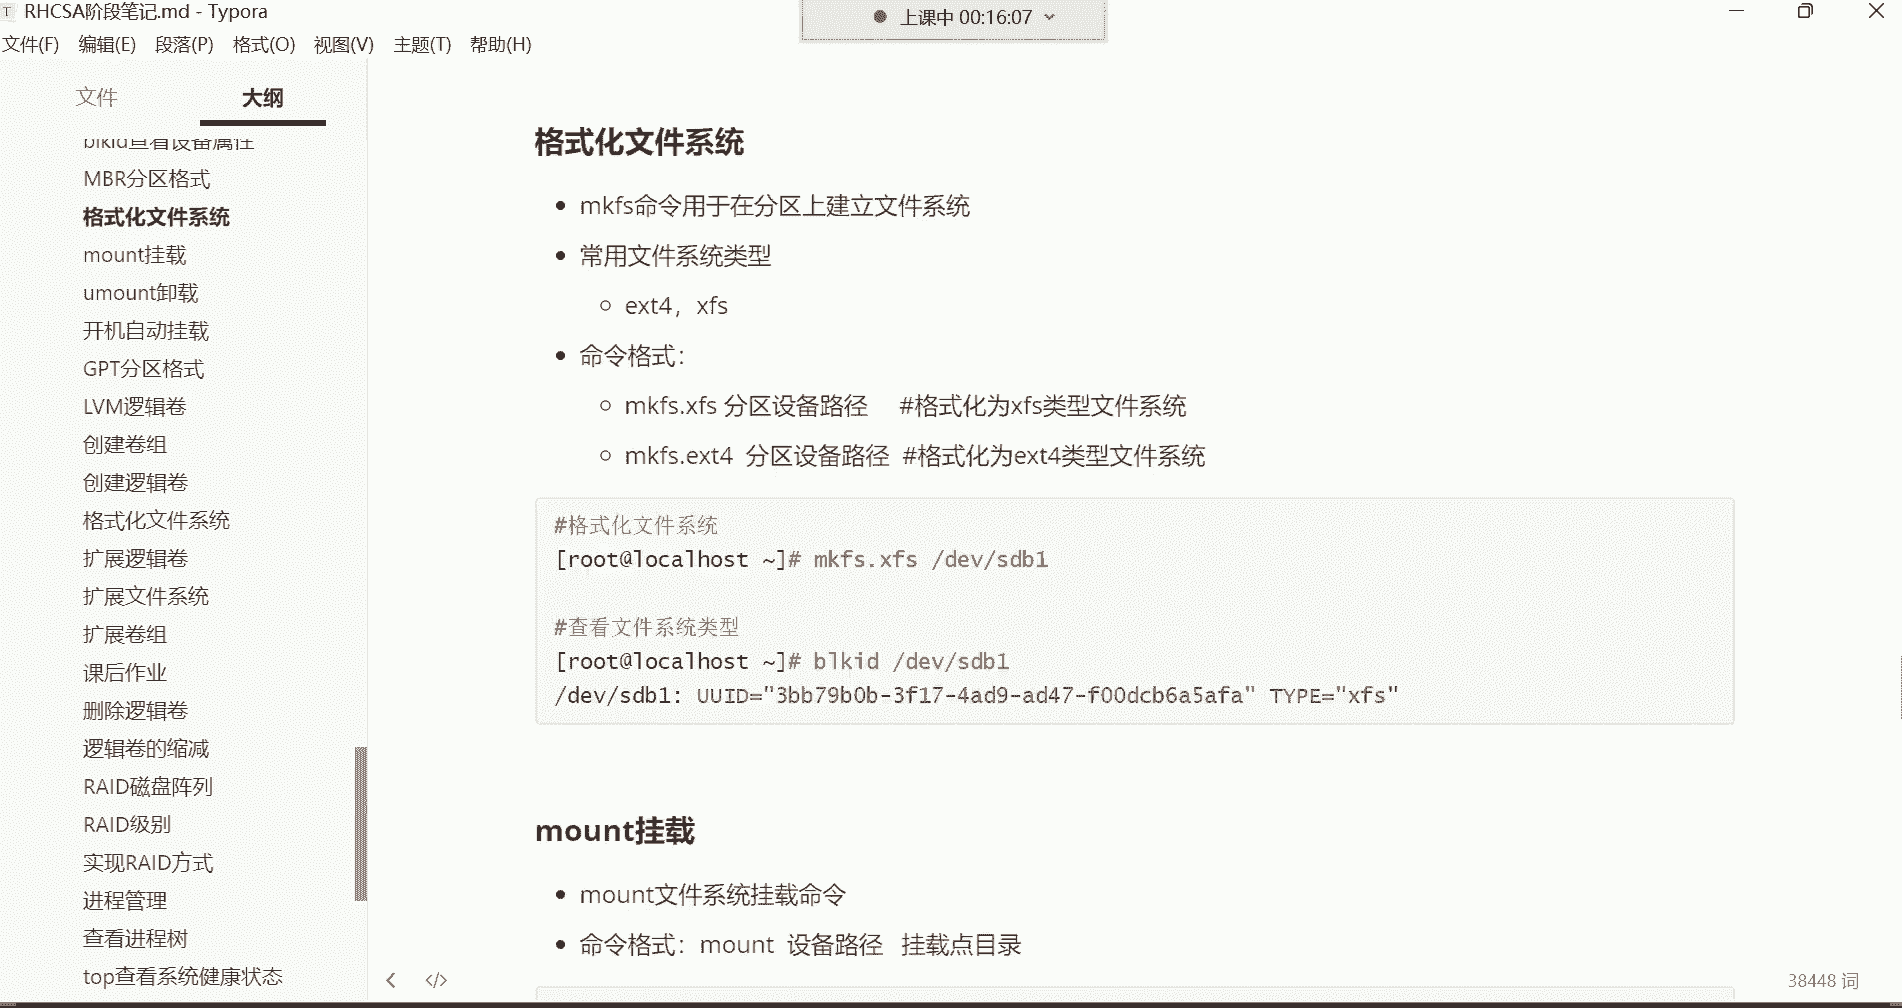 RHCSA阶段笔记.md - Typora
上课中 00:16:07
文件(F) 编辑(E) 段落(P) 格式(O) 视图(V) 主题(T) 帮助(H)
文件 大纲
blkid查看设备属性
MBR分区格式
格式化文件系统
mount挂载
umount卸载
开机自动挂载
GPT分区格式
LVM逻辑卷
创建卷组
创建逻辑卷
格式化文件系统
扩展逻辑卷
扩展文件系统
扩展卷组
课后作业
删除逻辑卷
逻辑卷的缩减
RAID磁盘阵列
RAID级别
实现RAID方式
进程管理
查看进程树
top查看系统健康状态
格式化文件系统
mkfs命令用于在分区上建立文件系统
常用文件系统类型
ext4，xfs
命令格式：
mkfs.xfs 分区设备路径 #格式化为xfs类型文件系统
mkfs.ext4 分区设备路径 #格式化为ext4类型文件系统
#格式化文件系统
[root@localhost ~]# mkfs.xfs /dev/sdb1
#查看文件系统类型
[root@localhost ~]# blkid /dev/sdb1
/dev/sdb1: UUID="3bb79b0b-3f17-4ad9-ad47-f00dcb6a5afa" TYPE="xfs"
mount挂载
mount文件系统挂载命令
命令格式：mount 设备路径 挂载点目录
38448 词